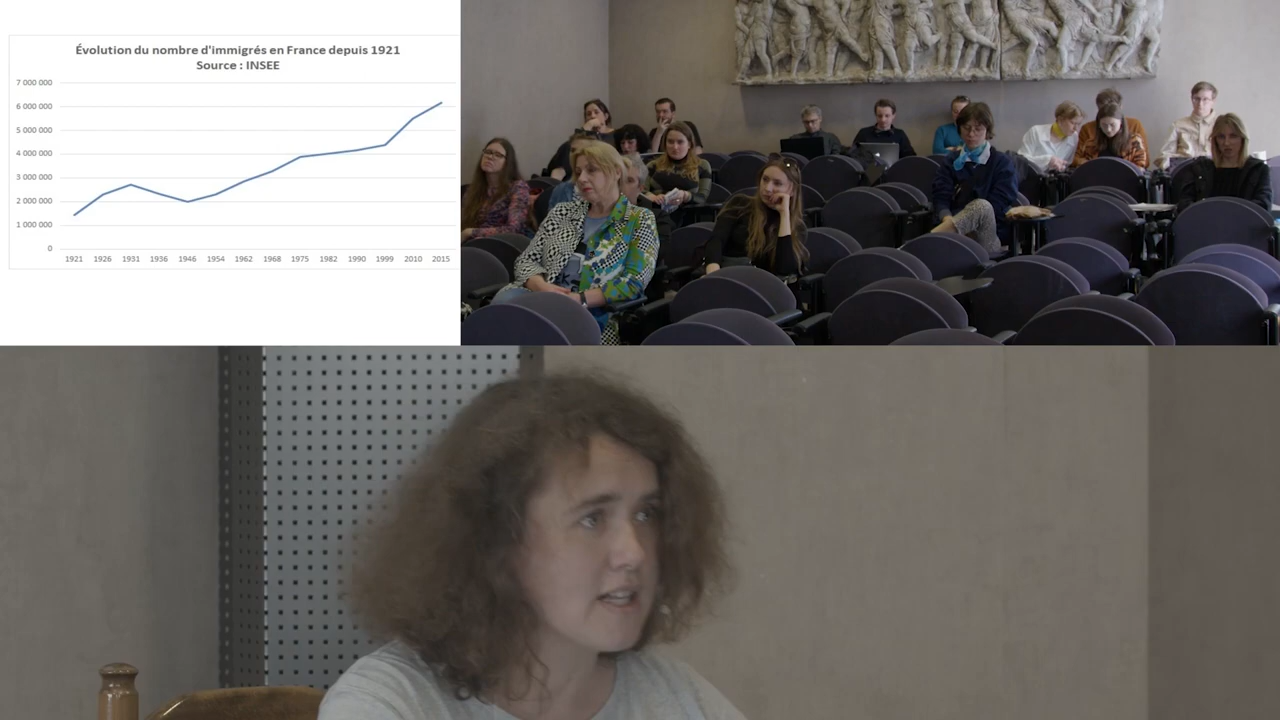 Évolution du nombre d'immigrés en France depuis 1921
Source : INSEE
7 000 000
6 000 000
5 000 000
4 000 000
3 000 000
2 000 000
1 000 000
0
1921 1926 1931 1936 1946 1954 1962 1968 1975 1982 1990 1999 2010 2015